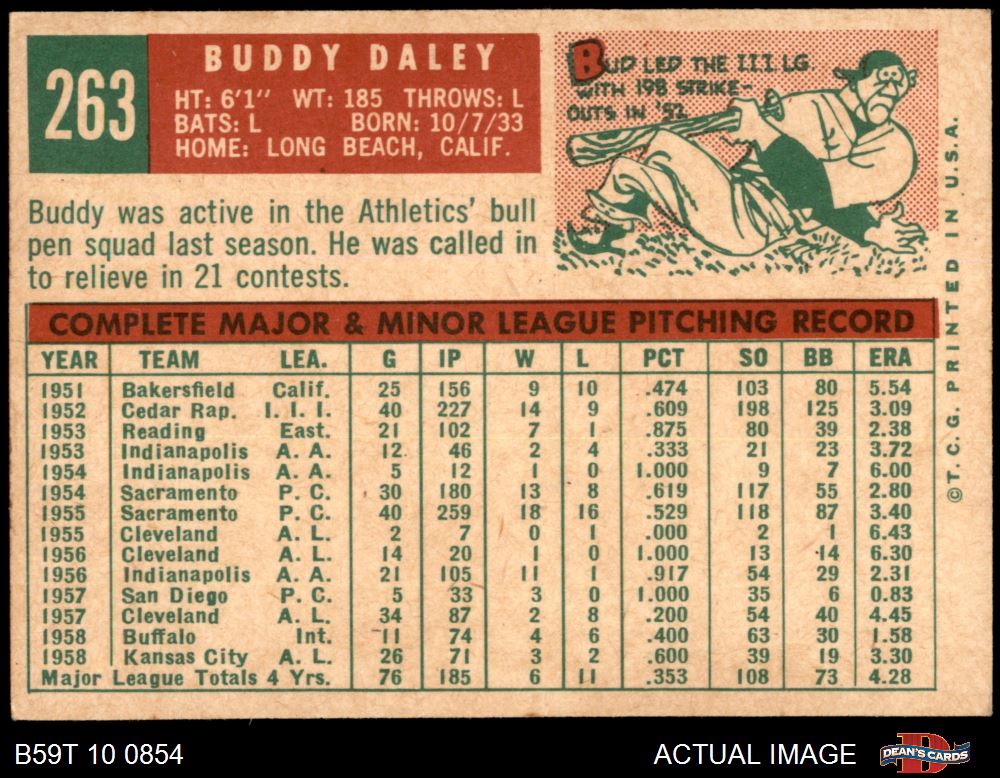 263
BUDDY DALEY
HT: 6'1" WT: 185 THROWS: L
BATS: L BORN: 10/7/33
HOME: LONG BEACH, CALIF.
BUD LED THE III LG.
WITH 198 STRIKE-
OUTS IN '52.
Buddy was active in the Athletics' bull
pen squad last season. He was called in
to relieve in 21 contests.
COMPLETE MAJOR & MINOR LEAGUE PITCHING RECORD
YEAR TEAM LEA. G IP W L PCT SO BB ERA
1951 Bakersfield Calif. 25 156 9 10 .474 103 80 5.54
1952 Cedar Rap. I. I. I. 40 227 14 9 .609 198 125 3.09
1953 Reading East. 21 102 7 1 .875 80 39 2.38
1953 Indianapolis A. A. 12 46 2 4 .333 21 23 3.72
1954 Indianapolis A. A. 5 12 1 0 1.000 9 7 6.00
1954 Sacramento P. C. 30 180 13 8 .619 117 55 2.80
1955 Sacramento P. C. 40 259 18 16 .529 118 87 3.40
1955 Cleveland A. L. 2 7 0 1 .000 2 1 6.43
1956 Cleveland A. L. 14 20 1 0 1.000 13 14 6.30
1956 Indianapolis A. A. 21 105 11 1 .917 54 29 2.31
1957 San Diego P. C. 5 33 3 0 1.000 35 6 0.83
1957 Cleveland A. L. 34 87 2 8 .200 54 40 4.45
1958 Buffalo Int. 11 74 4 6 .400 63 30 1.58
1958 Kansas City A. L. 26 71 3 2 .600 39 19 3.30
Major League Totals 4 Yrs. 76 185 6 11 .353 108 73 4.28
© T.C.G. PRINTED IN U.S.A.
B59T 10 0854
ACTUAL IMAGE
DEAN'S CARDS